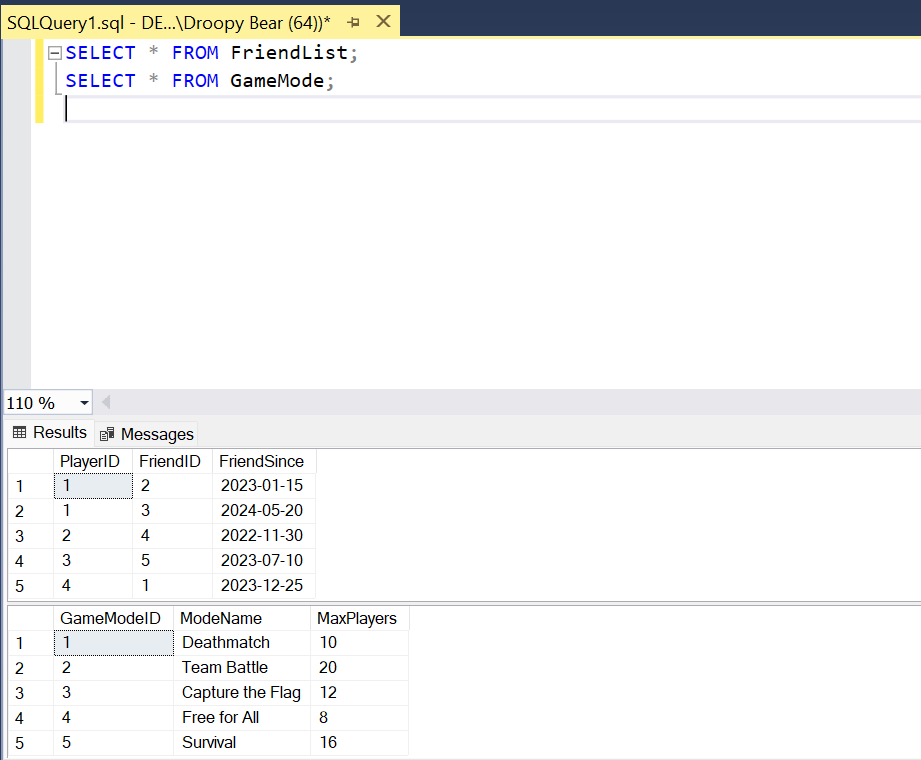 SQLQuery1.sql - DE...\Droopy Bear (64))*
SELECT * FROM FriendList;
SELECT * FROM GameMode;
110 %
Results Messages
PlayerID FriendID FriendSince
1 1 2 2023-01-15
2 1 3 2024-05-20
3 2 4 2022-11-30
4 3 5 2023-07-10
5 4 1 2023-12-25
GameModeID ModeName MaxPlayers
1 1 Deathmatch 10
2 2 Team Battle 20
3 3 Capture the Flag 12
4 4 Free for All 8
5 5 Survival 16